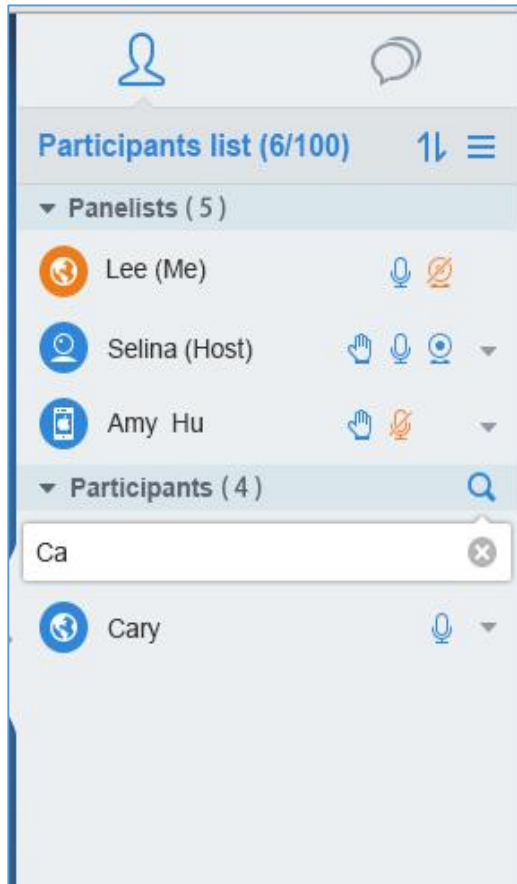 Participants list (6/100)
Panelists (5)
Lee (Me)
Selina (Host)
Amy Hu
Participants (4)
Ca
Cary